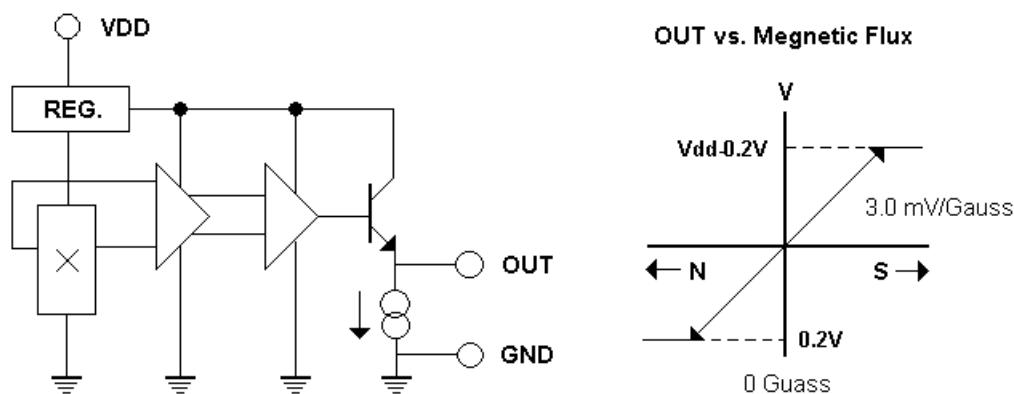 VDD
REG.
OUT
GND
OUT vs. Megnetic Flux
V
Vdd-0.2V
3.0 mV/Gauss
N
S
0.2V
0 Guass